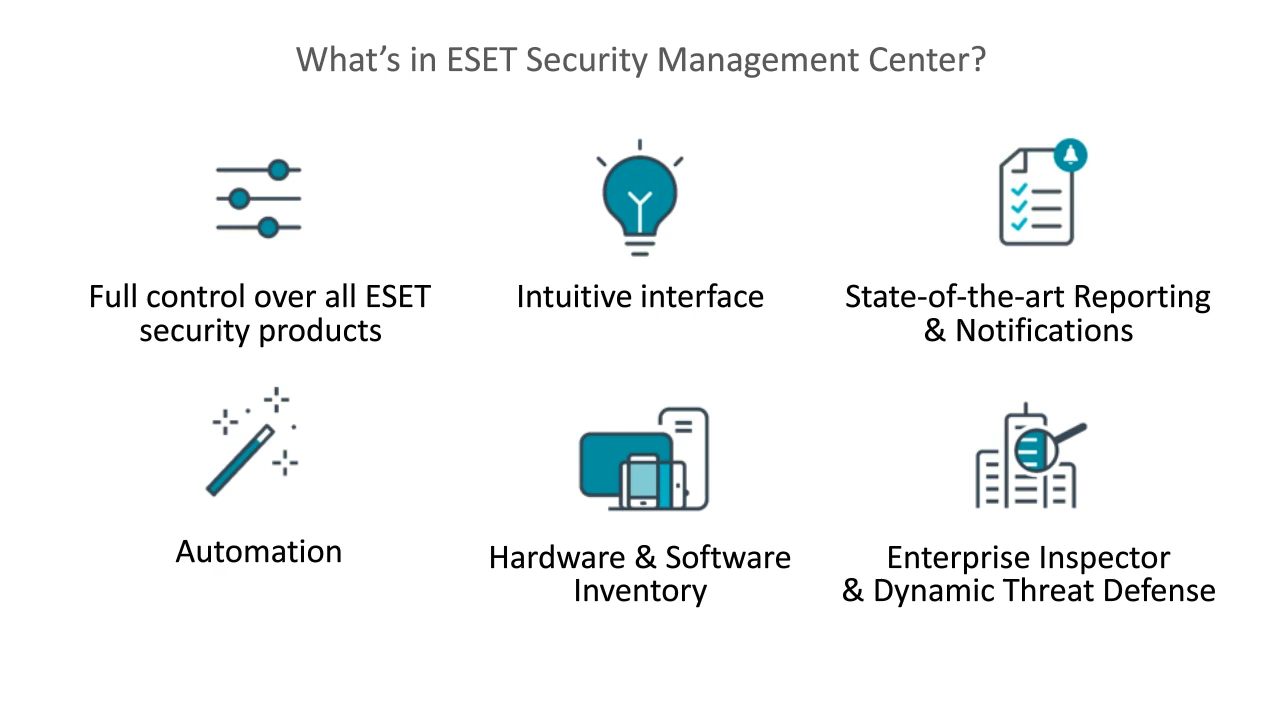 What’s in ESET Security Management Center?
Full control over all ESET
security products
Intuitive interface
State-of-the-art Reporting
& Notifications
Automation
Hardware & Software
Inventory
Enterprise Inspector
& Dynamic Threat Defense